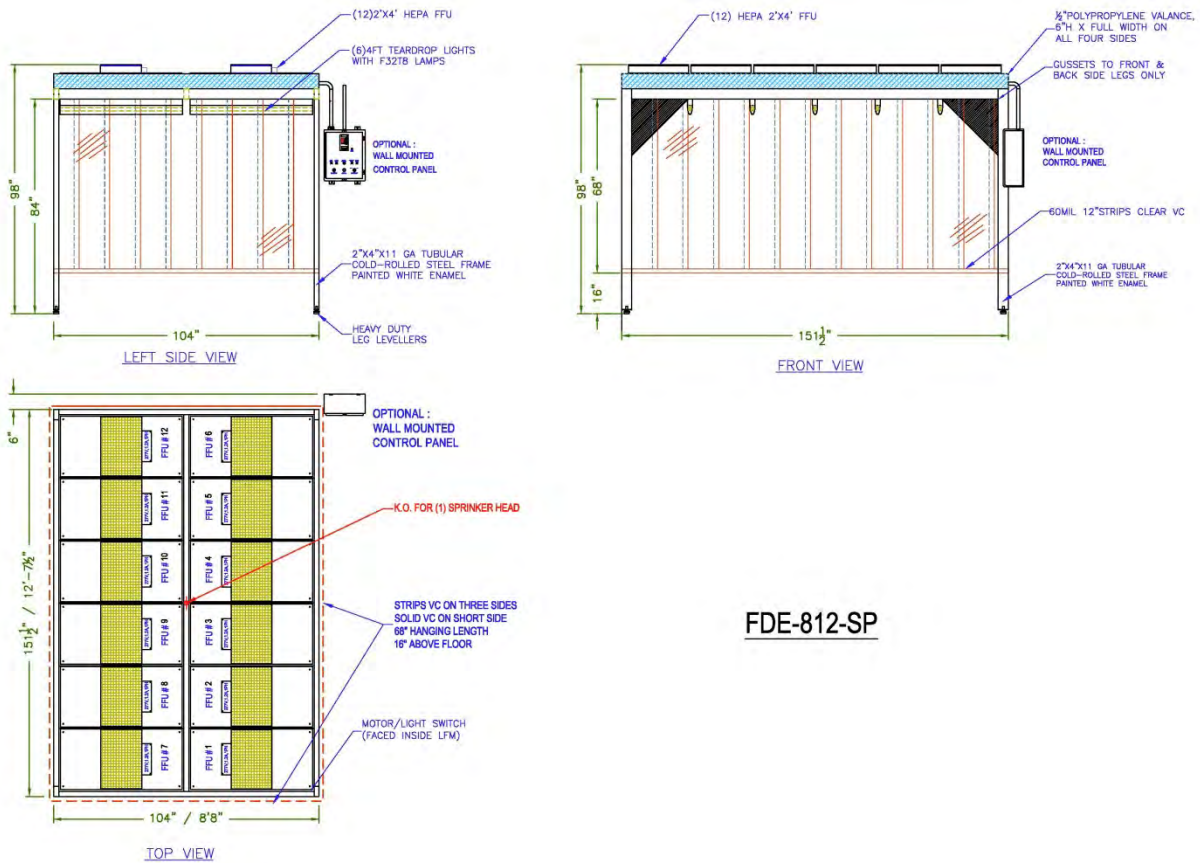 (12)2'X4' HEPA FFU
(6)4FT TEARDROP LIGHTS
WITH F32T8 LAMPS
98"
84"
OPTIONAL :
WALL MOUNTED
CONTROL PANEL
2"X4"X11 GA TUBULAR
COLD-ROLLED STEEL FRAME
PAINTED WHITE ENAMEL
HEAVY DUTY
LEG LEVELLERS
104"
LEFT SIDE VIEW
(12) HEPA 2'X4' FFU
½"POLYPROPYLENE VALANCE,
6"H X FULL WIDTH ON
ALL FOUR SIDES
GUSSETS TO FRONT &
BACK SIDE LEGS ONLY
98"
68"
16"
OPTIONAL :
WALL MOUNTED
CONTROL PANEL
60MIL 12"STRIPS CLEAR VC
2"X4"X11 GA TUBULAR
COLD-ROLLED STEEL FRAME
PAINTED WHITE ENAMEL
151½"
FRONT VIEW
6"
OPTIONAL :
WALL MOUNTED
CONTROL PANEL
FFU#12
FFU#6
FFU#11
FFU#5
FFU#10
FFU#4
K.O. FOR (1) SPRINKER HEAD
FFU#9
FFU#3
STRIPS VC ON THREE SIDES
SOLID VC ON SHORT SIDE
68" HANGING LENGTH
16" ABOVE FLOOR
FFU#8
FFU#2
MOTOR/LIGHT SWITCH
(FACED INSIDE LFM)
FFU#7
FFU#1
151½" / 12'-7½"
104" / 8'8"
TOP VIEW
FDE-812-SP